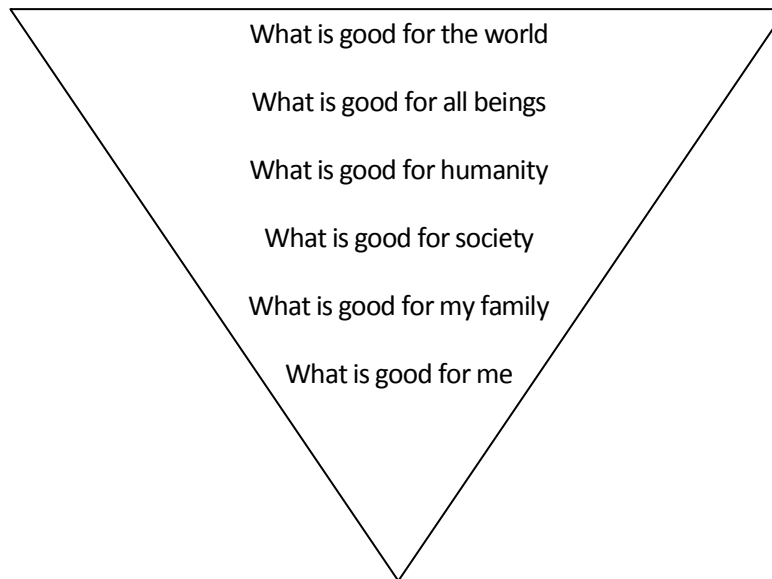 What is good for the world
What is good for all beings
What is good for humanity
What is good for society
What is good for my family
What is good for me